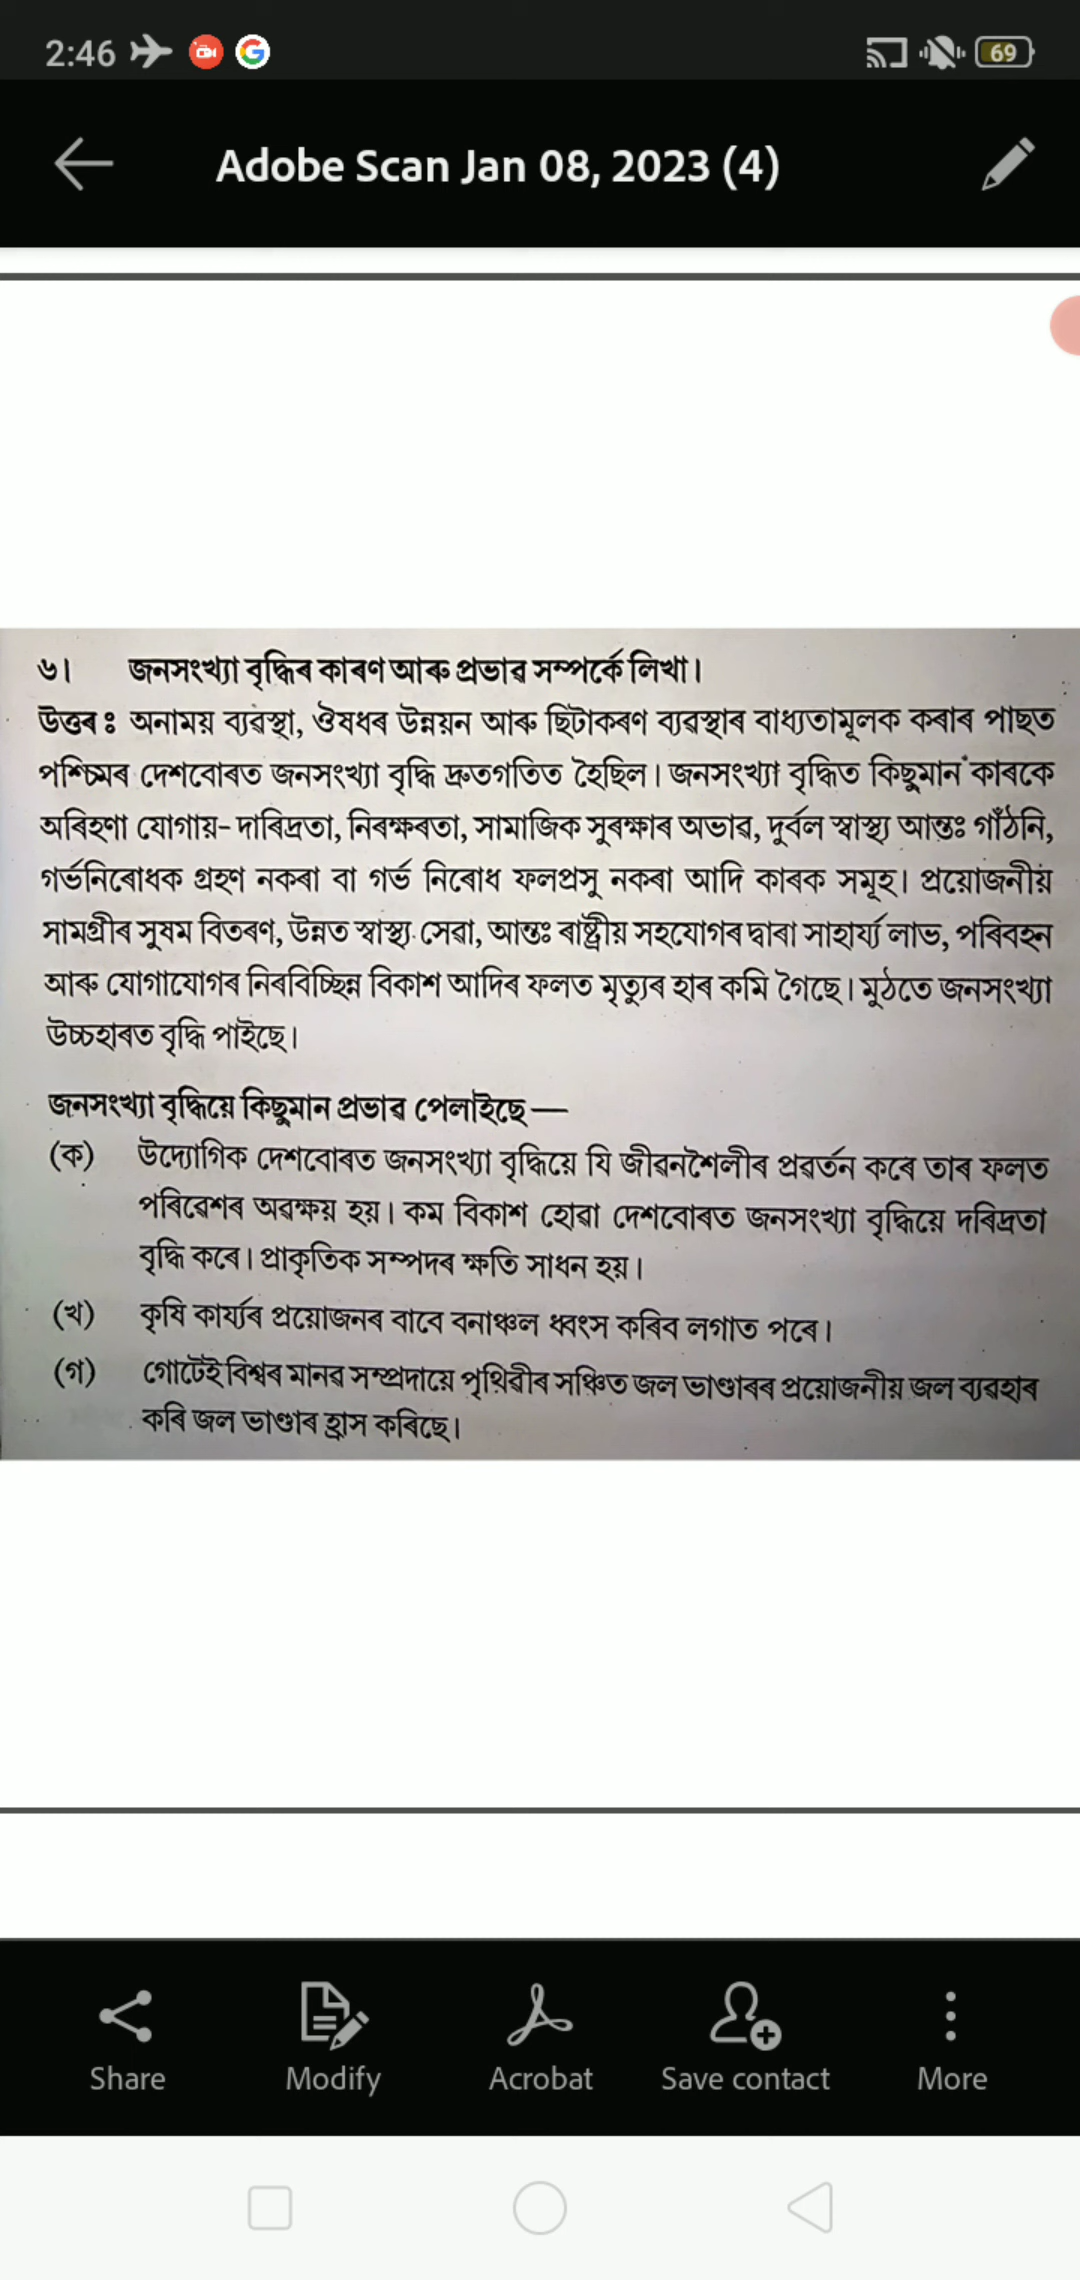 2:46
69
Adobe Scan Jan 08, 2023 (4)
৬। জনসংখ্যা বৃদ্ধিৰ কাৰণ আৰু প্ৰভাৱ সম্পৰ্কে লিখা।
উত্তৰঃ অনাময় ব্যৱস্থা, ঔষধৰ উন্নয়ন আৰু ছিটাকৰণ ব্যৱস্থাৰ বাধ্যতামূলক কৰাৰ পাছত
পশ্চিমৰ দেশবোৰত জনসংখ্যা বৃদ্ধি দ্ৰুতগতিত হৈছিল। জনসংখ্যা বৃদ্ধিত কিছুমান কাৰকে
অৰিহণা যোগায়- দাৰিদ্ৰতা, নিৰক্ষৰতা, সামাজিক সুৰক্ষাৰ অভাৱ, দুৰ্বল স্বাস্থ্য আন্তঃ গাঁঠনি,
গৰ্ভনিৰোধক গ্ৰহণ নকৰা বা গৰ্ভ নিৰোধ ফলপ্ৰসু নকৰা আদি কাৰক সমূহ। প্ৰয়োজনীয়
সামগ্ৰীৰ সুষম বিতৰণ, উন্নত স্বাস্থ্য সেৱা, আন্তঃ ৰাষ্ট্ৰীয় সহযোগৰ দ্বাৰা সাহাৰ্য্য লাভ, পৰিবহন
আৰু যোগাযোগৰ নিৰবিচ্ছিন্ন বিকাশ আদিৰ ফলত মৃত্যুৰ হাৰ কমি গৈছে। মুঠতে জনসংখ্যা
উচ্চহাৰত বৃদ্ধি পাইছে।
জনসংখ্যা বৃদ্ধিয়ে কিছুমান প্ৰভাৱ পেলাইছে—
(ক) উদ্যোগিক দেশবোৰত জনসংখ্যা বৃদ্ধিয়ে যি জীৱনশৈলীৰ প্ৰৱৰ্তন কৰে তাৰ ফলত
পৰিৱেশৰ অৱক্ষয় হয়। কম বিকাশ হোৱা দেশবোৰত জনসংখ্যা বৃদ্ধিয়ে দৰিদ্ৰতা
বৃদ্ধি কৰে। প্ৰাকৃতিক সম্পদৰ ক্ষতি সাধন হয়।
(খ) কৃষি কাৰ্য্যৰ প্ৰয়োজনৰ বাবে বনাঞ্চল ধ্বংস কৰিব লগাত পৰে।
(গ) গোটেই বিশ্বৰ মানৱ সম্প্ৰদায়ে পৃথিৱীৰ সঞ্চিত জল ভাণ্ডাৰৰ প্ৰয়োজনীয় জল ব্যৱহাৰ
কৰি জল ভাণ্ডাৰ হ্ৰাস কৰিছে।
Share Modify Acrobat Save contact More